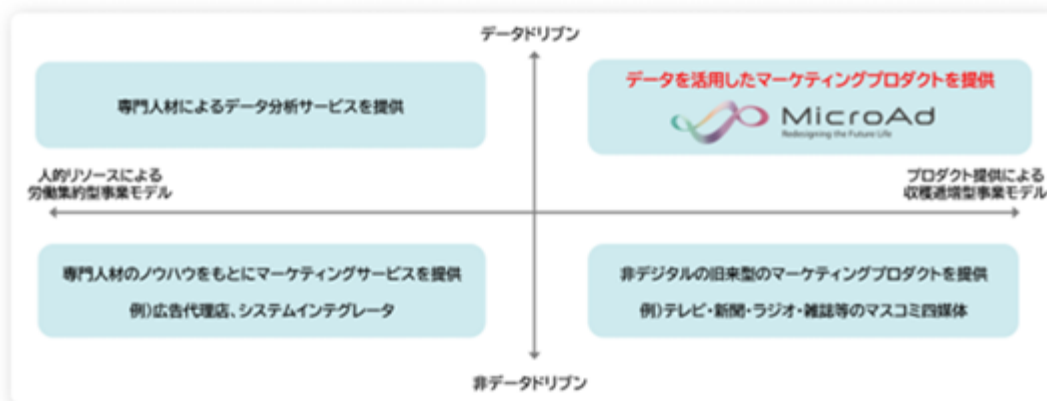 データドリブン
専門人材によるデータ分析サービスを提供
データを活用したマーケティングプロダクトを提供
MicroAd
Redesigning the Future Life
人的リソースによる
労働集約型事業モデル
プロダクト提供による
収穫逓増型事業モデル
専門人材のノウハウをもとにマーケティングサービスを提供
例)広告代理店、システムインテグレータ
非デジタルの旧来型のマーケティングプロダクトを提供
例)テレビ・新聞・ラジオ・雑誌等のマスコミ四媒体
非データドリブン